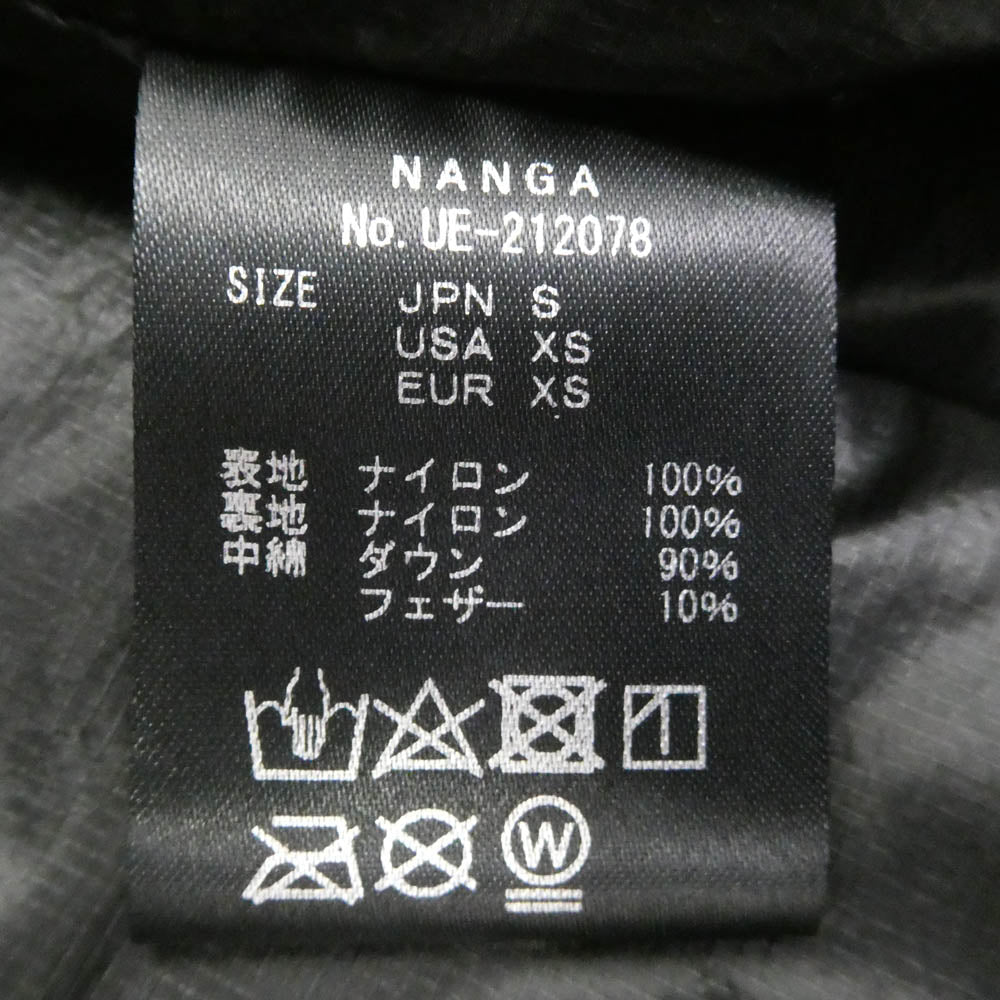 NANGA
No. UE-212078
SIZE JPN S
USA XS
EUR XS
表地 ナイロン 100%
裏地 ナイロン 100%
中綿 ダウン 90%
フェザー 10%
W